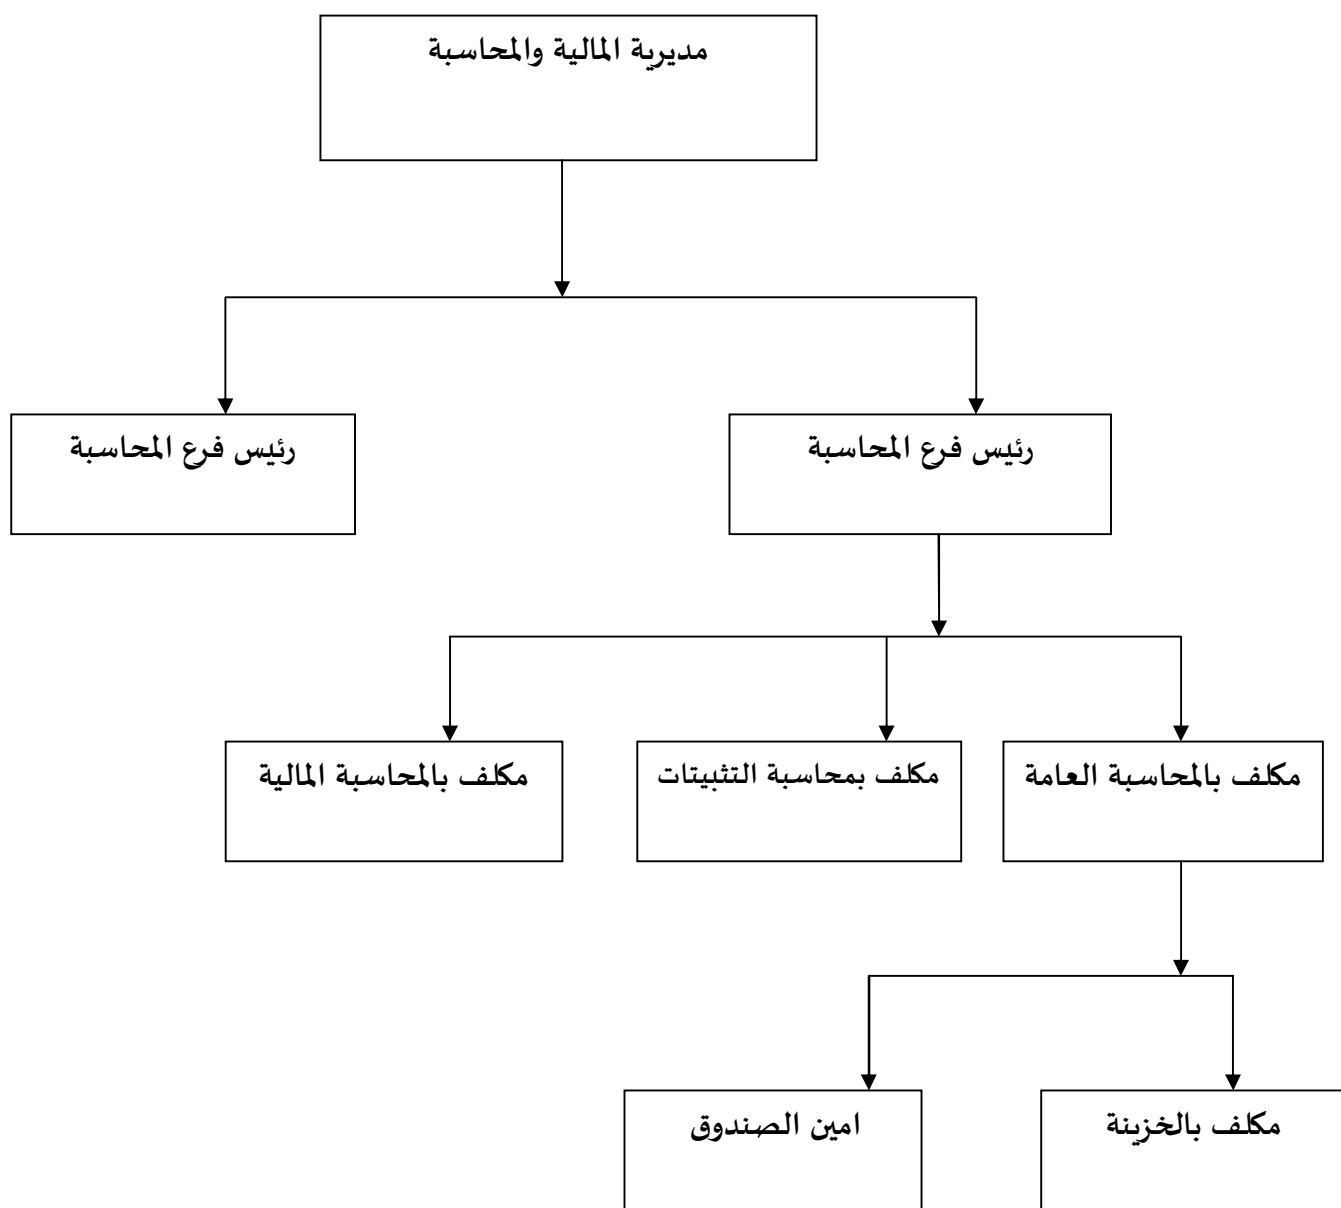 مديرية المالية والمحاسبة
رئيس فرع المحاسبة
رئيس فرع المحاسبة
مكلف بالمحاسبة العامة
مكلف بمحاسبة التثبيتات
مكلف بالمحاسبة المالية
مكلف بالخزينة
امين الصندوق